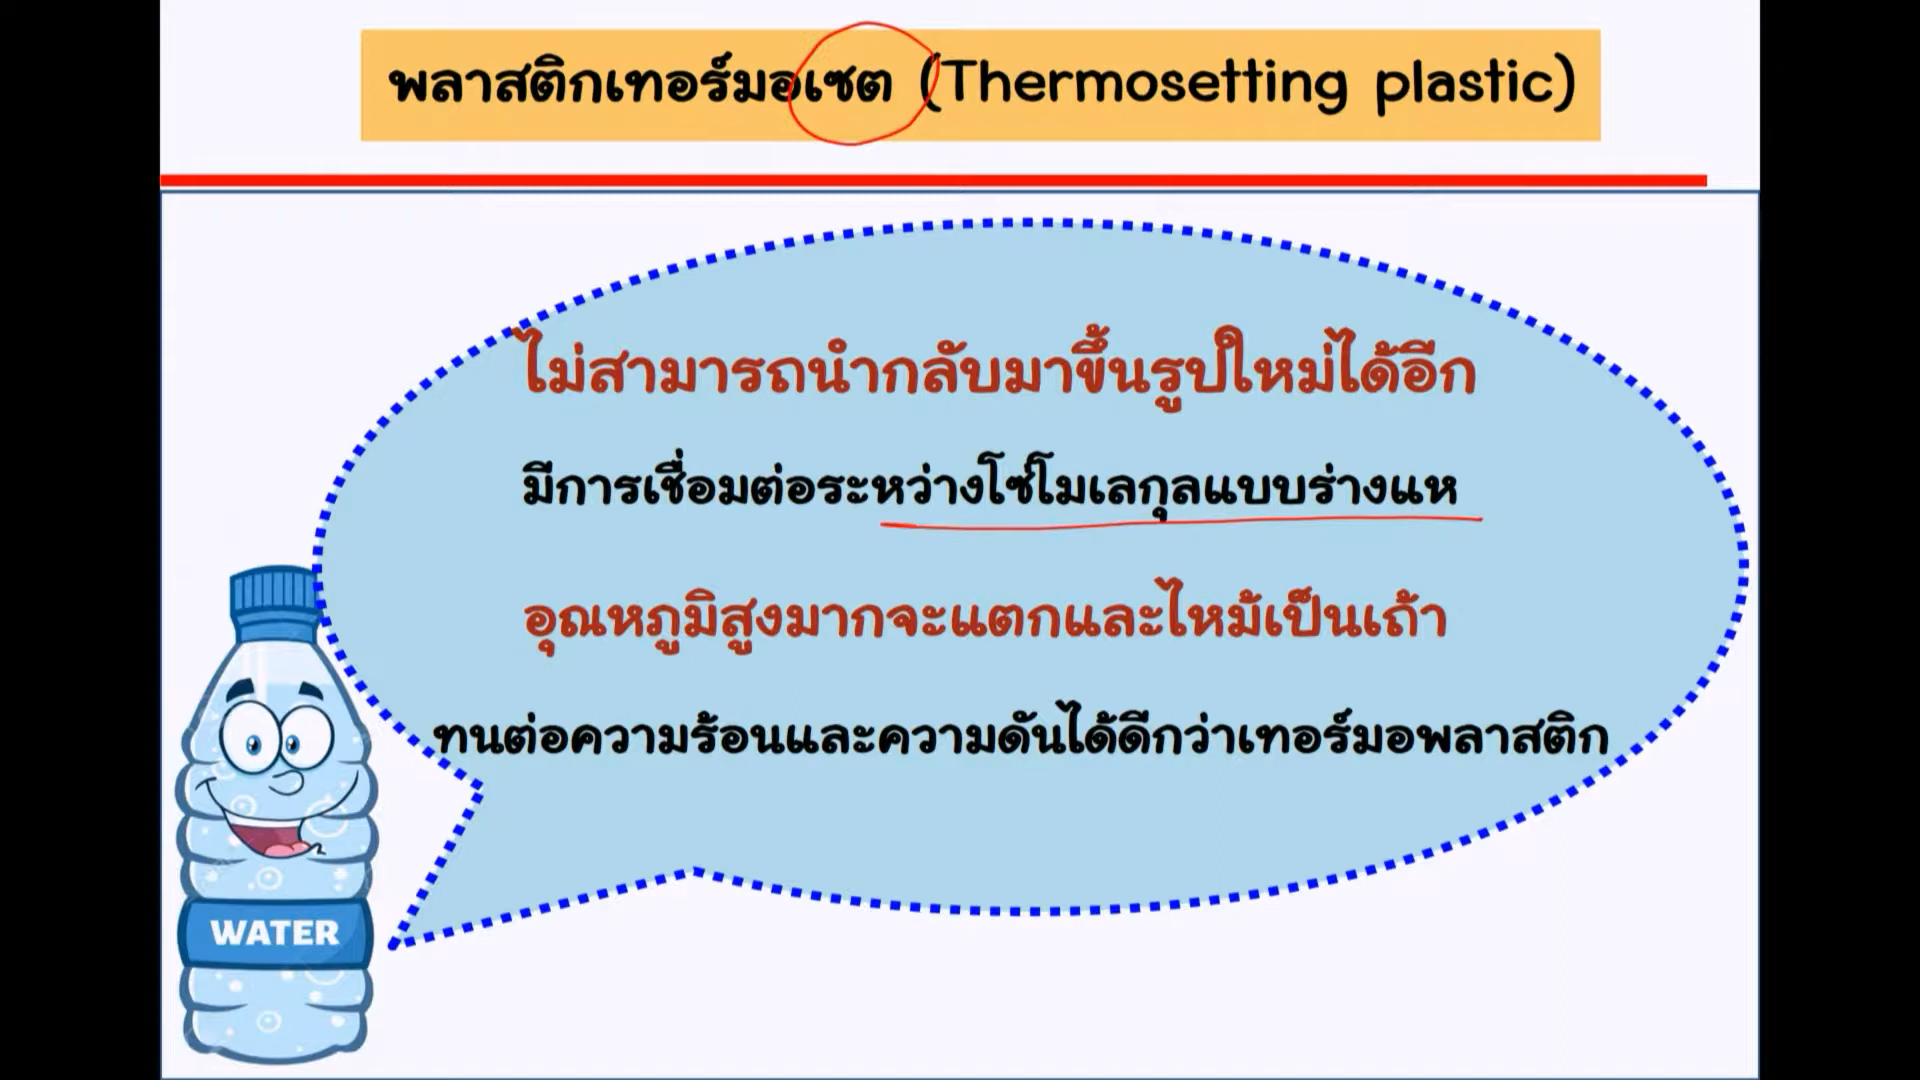 พลาสติกเทอร์มอเซต (Thermosetting plastic)
ไม่สามารถนำกลับมาขึ้นรูปใหม่ได้อีก
มีการเชื่อมต่อระหว่างโซ่โมเลกุลแบบร่างแห
อุณหภูมิสูงมากจะแตกและไหม้เป็นเถ้า
ทนต่อความร้อนและความดันได้ดีกว่าเทอร์มอพลาสติก
WATER